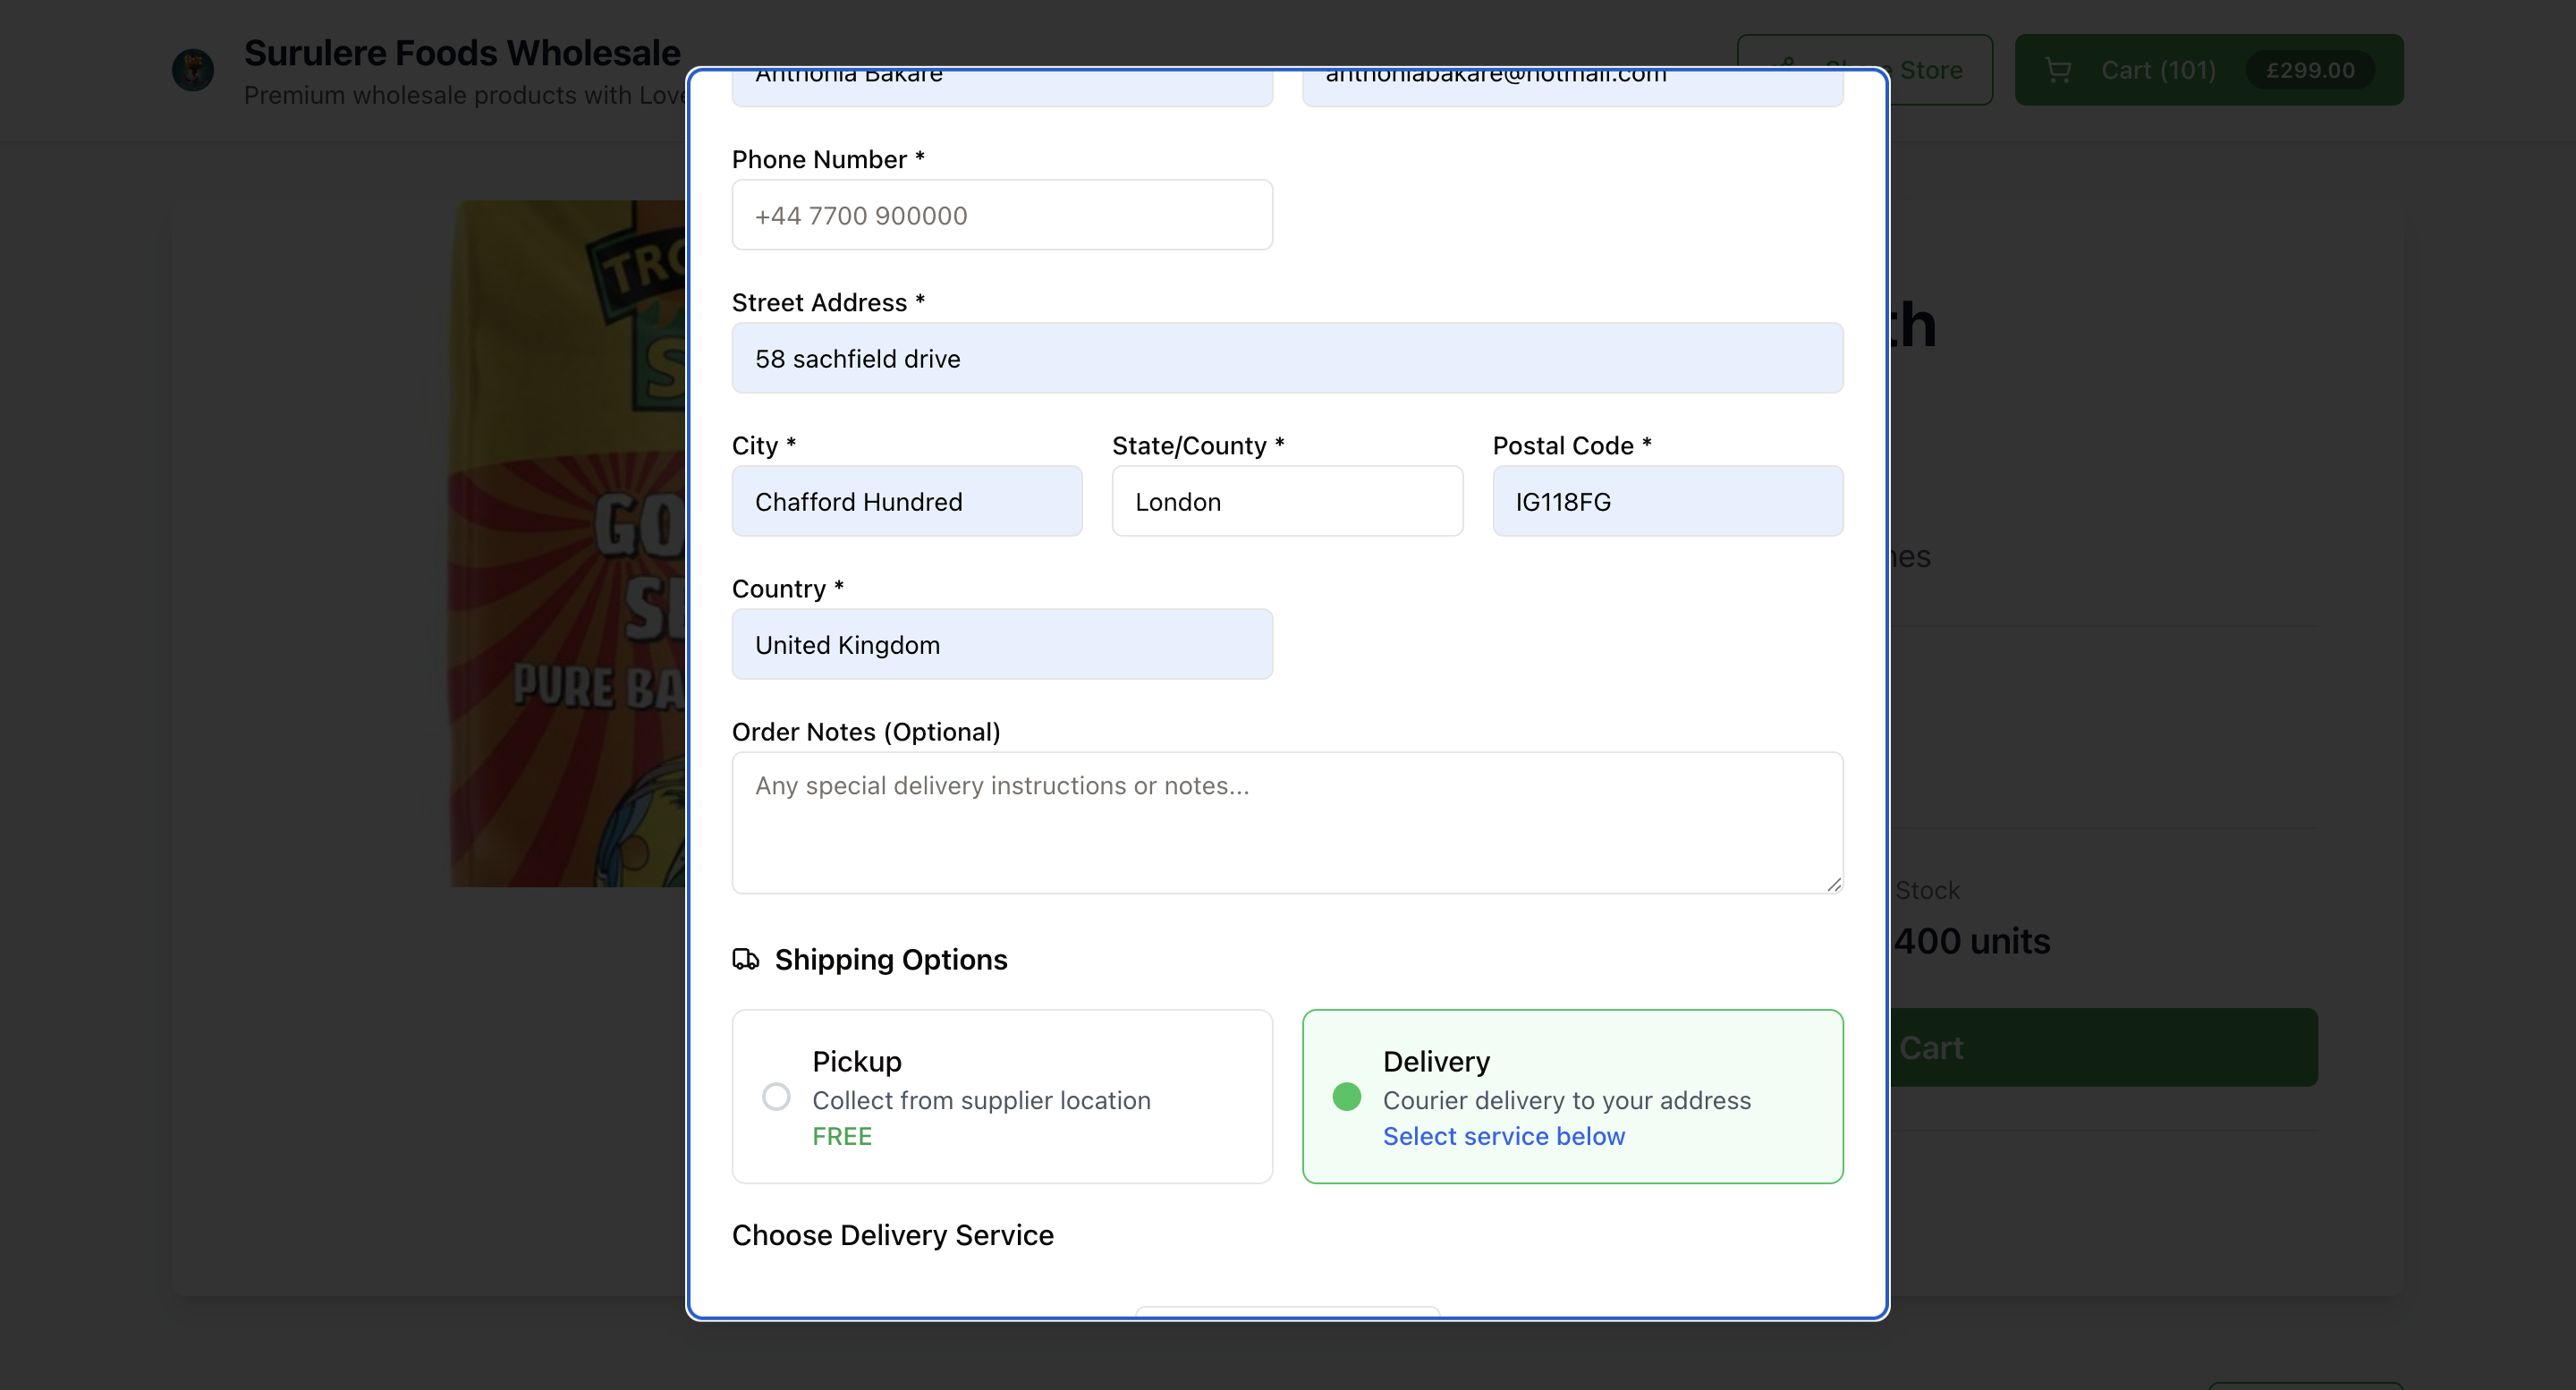 Surulere Foods Wholesale
Premium wholesale products with Love
Store
Cart (101) £299.00
Anthonia Bakare
anthoniabakare@hotmail.com
Phone Number *
+44 7700 900000
Street Address *
58 sachfield drive
City *
State/County *
Postal Code *
Chafford Hundred
London
IG118FG
Country *
United Kingdom
Order Notes (Optional)
Any special delivery instructions or notes...
Shipping Options
Pickup
Collect from supplier location
FREE
Delivery
Courier delivery to your address
Select service below
Choose Delivery Service
TRO
S
GO
SE
PURE BA
th
nes
Stock
400 units
Cart